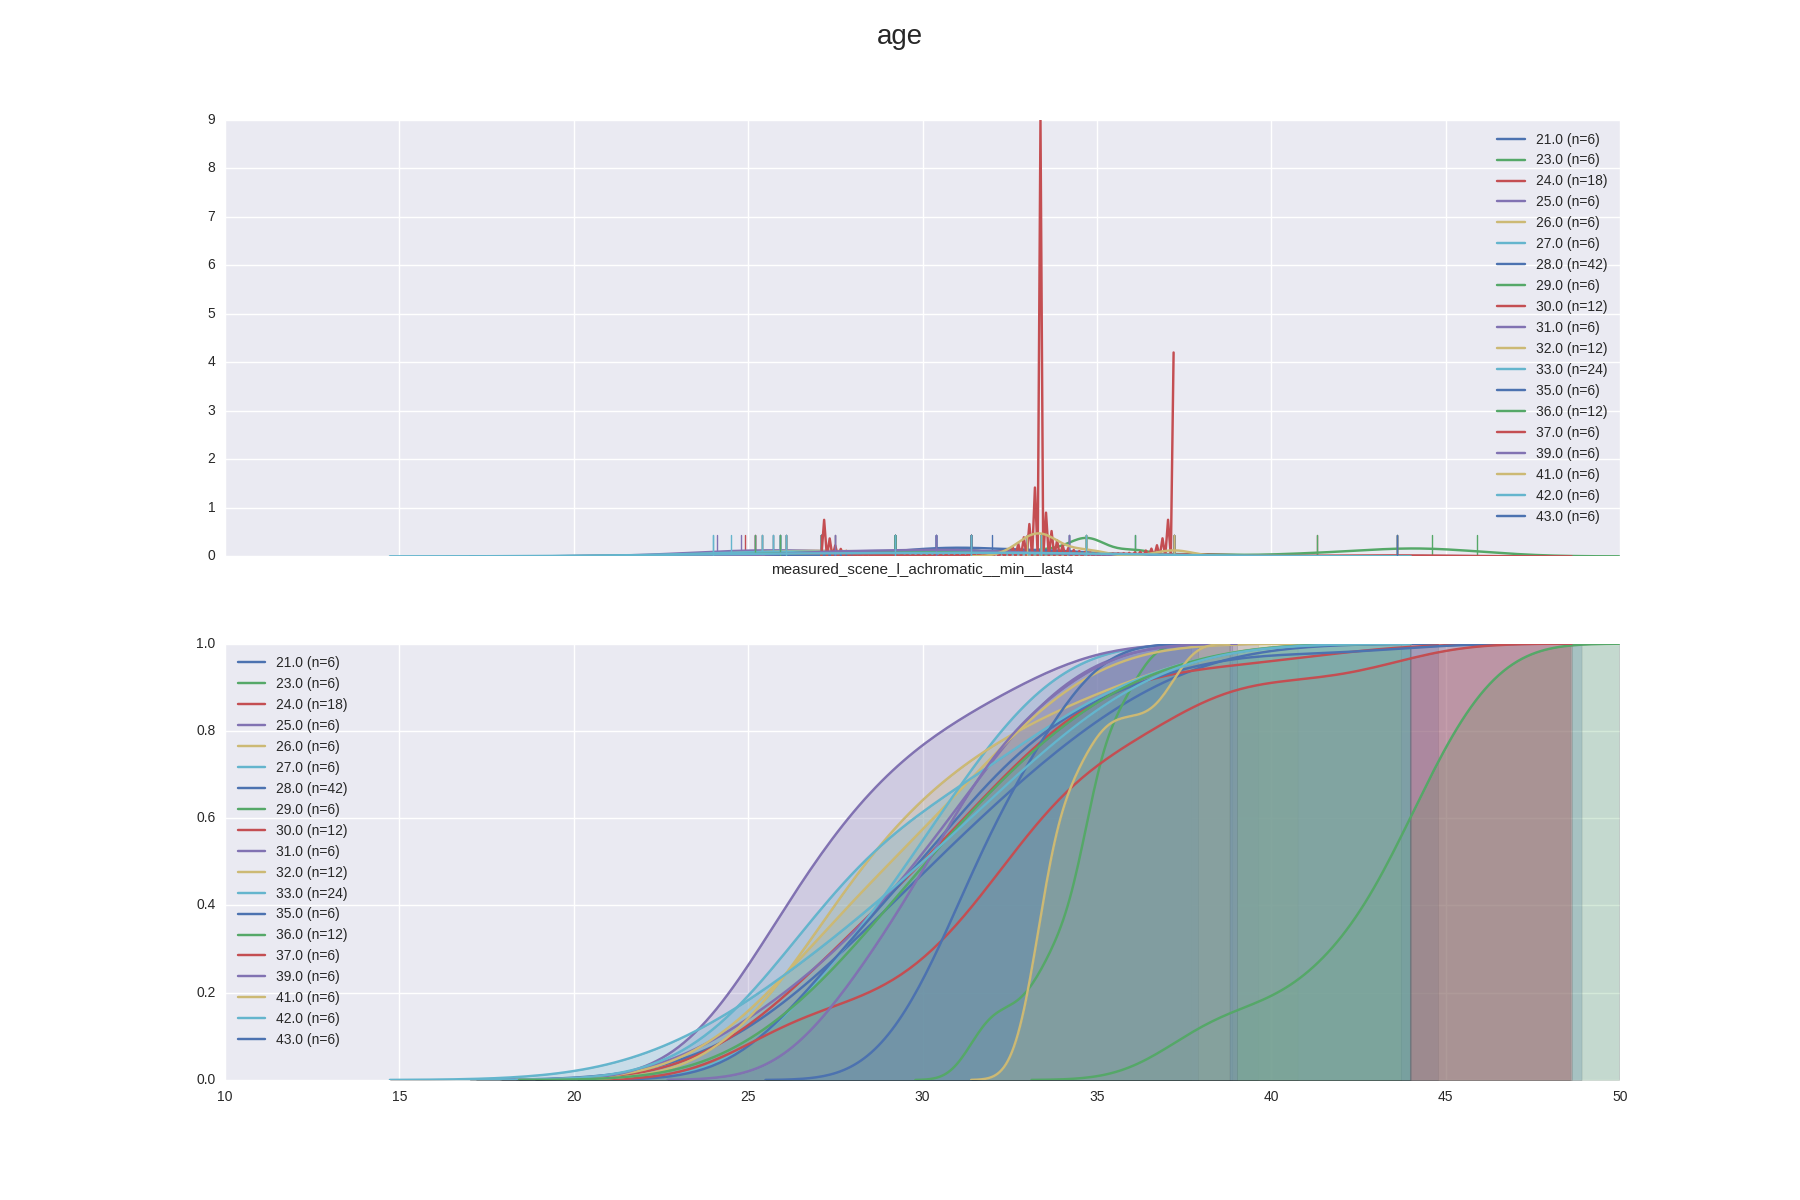 age
9
8
7
6
5
4
3
2
1
0
21.0 (n=6)
23.0 (n=6)
24.0 (n=18)
25.0 (n=6)
26.0 (n=6)
27.0 (n=6)
28.0 (n=42)
29.0 (n=6)
30.0 (n=12)
31.0 (n=6)
32.0 (n=12)
33.0 (n=24)
35.0 (n=6)
36.0 (n=12)
37.0 (n=6)
39.0 (n=6)
41.0 (n=6)
42.0 (n=6)
43.0 (n=6)
measured_scene_l_achromatic__min__last4
1.0
0.8
0.6
0.4
0.2
0.0
21.0 (n=6)
23.0 (n=6)
24.0 (n=18)
25.0 (n=6)
26.0 (n=6)
27.0 (n=6)
28.0 (n=42)
29.0 (n=6)
30.0 (n=12)
31.0 (n=6)
32.0 (n=12)
33.0 (n=24)
35.0 (n=6)
36.0 (n=12)
37.0 (n=6)
39.0 (n=6)
41.0 (n=6)
42.0 (n=6)
43.0 (n=6)
10 15 20 25 30 35 40 45 50